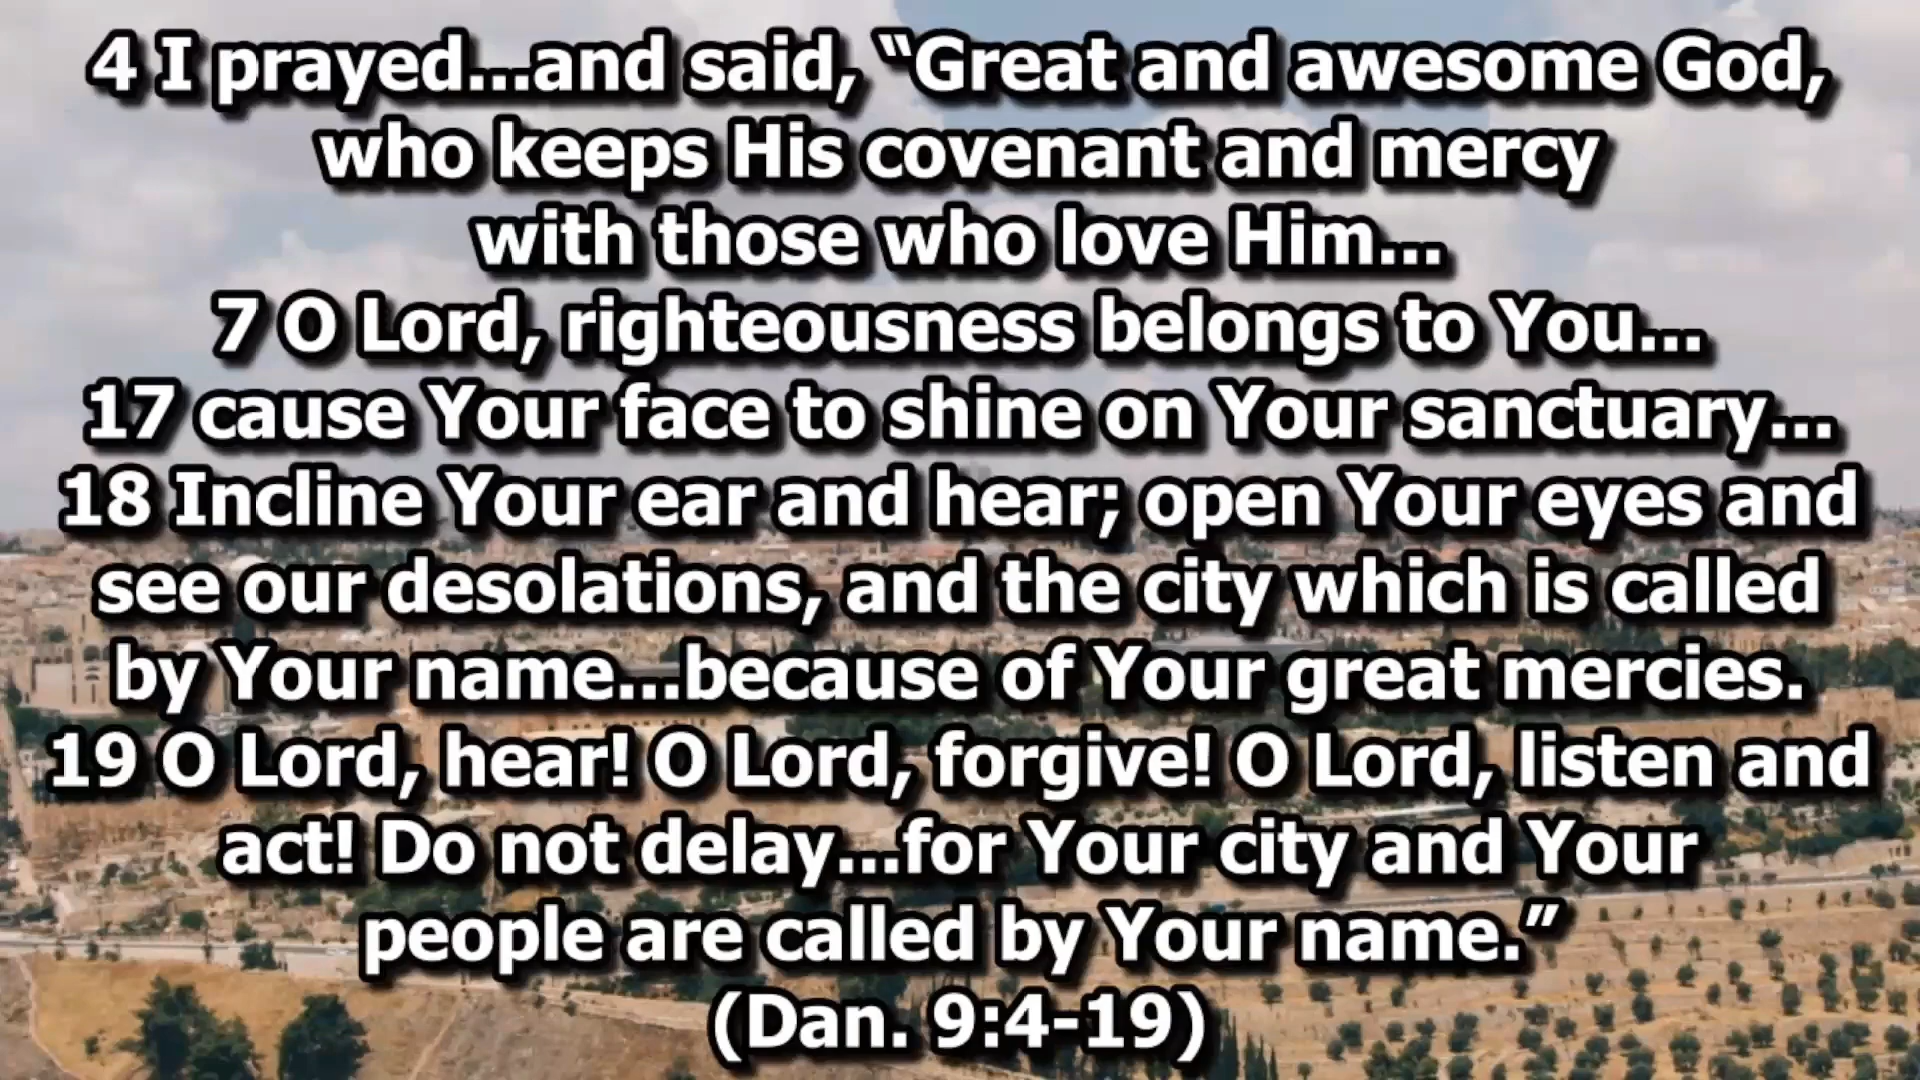 4 I prayed...and said, “Great and awesome God,
who keeps His covenant and mercy
with those who love Him...
7 O Lord, righteousness belongs to You...
17 cause Your face to shine on Your sanctuary...
18 Incline Your ear and hear; open Your eyes and
see our desolations, and the city which is called
by Your name...because of Your great mercies.
19 O Lord, hear! O Lord, forgive! O Lord, listen and
act! Do not delay...for Your city and Your
people are called by Your name.”
(Dan. 9:4-19)